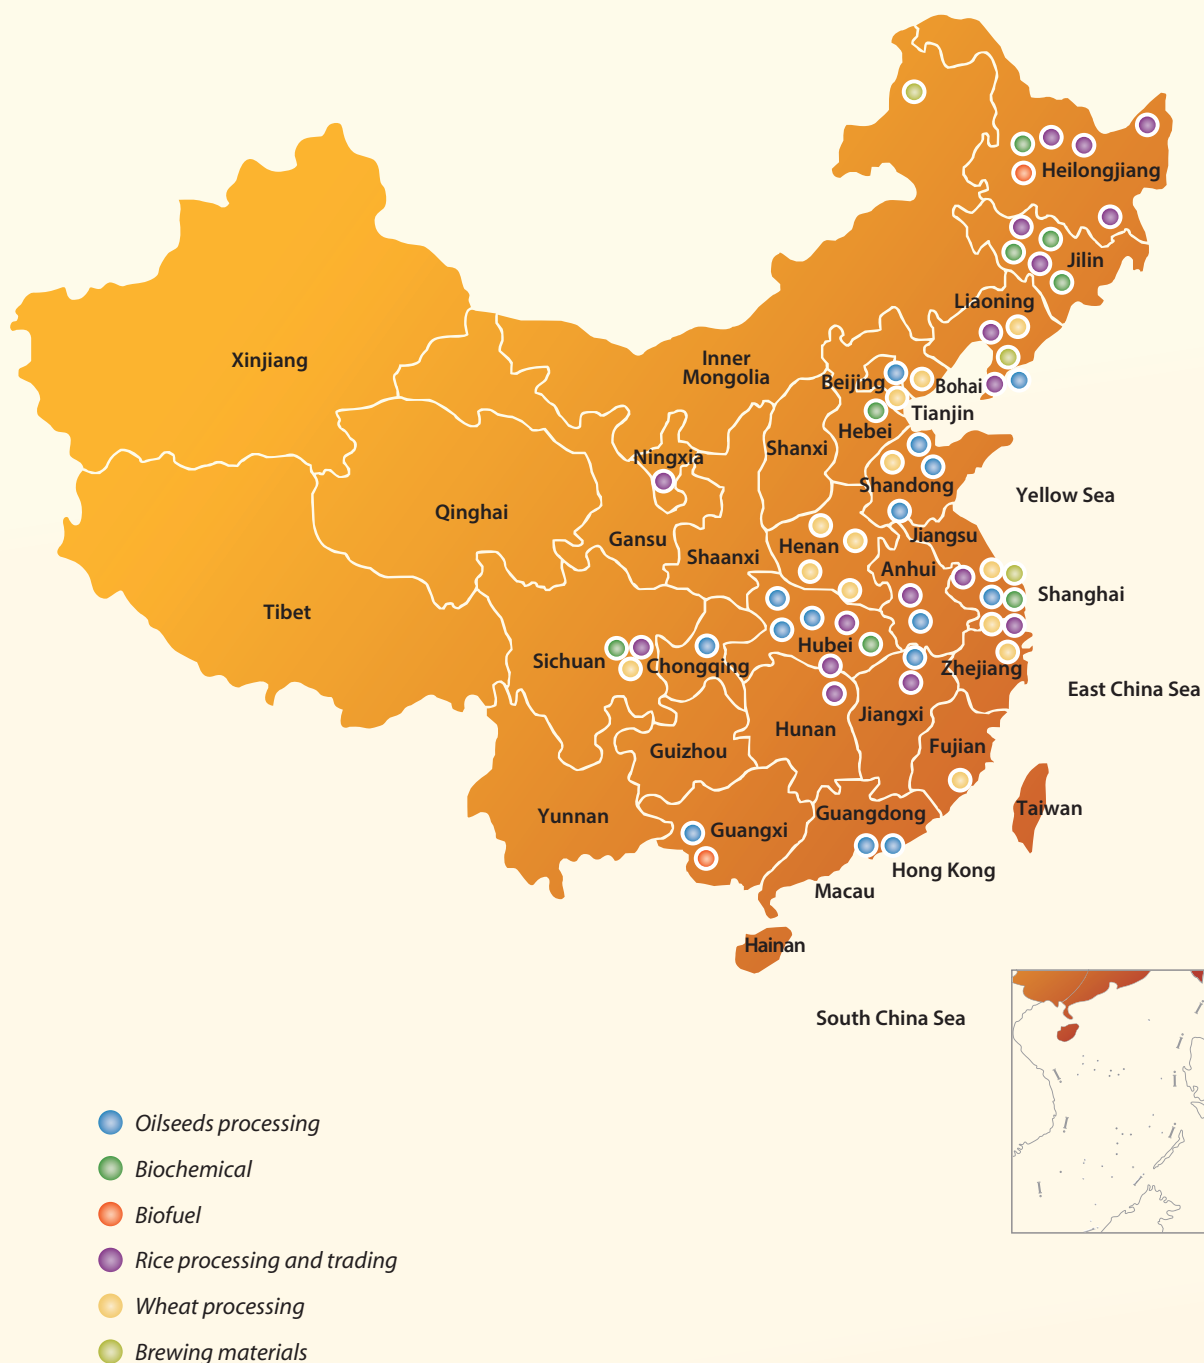 Heilongjiang
Jilin
Liaoning
Xinjiang
Inner
Mongolia
Beijing
Bohai
Tianjin
Hebei
Shanxi
Ningxia
Shandong
Yellow Sea
Qinghai
Gansu
Jiangsu
Henan
Shaanxi
Anhui
Shanghai
Tibet
Hubei
Sichuan
Chongqing
Zhejiang
East China Sea
Jiangxi
Hunan
Fujian
Guizhou
Taiwan
Yunnan
Guangdong
Guangxi
Hong Kong
Macau
Hainan
South China Sea
Oilseeds processing
Biochemical
Biofuel
Rice processing and trading
Wheat processing
Brewing materials